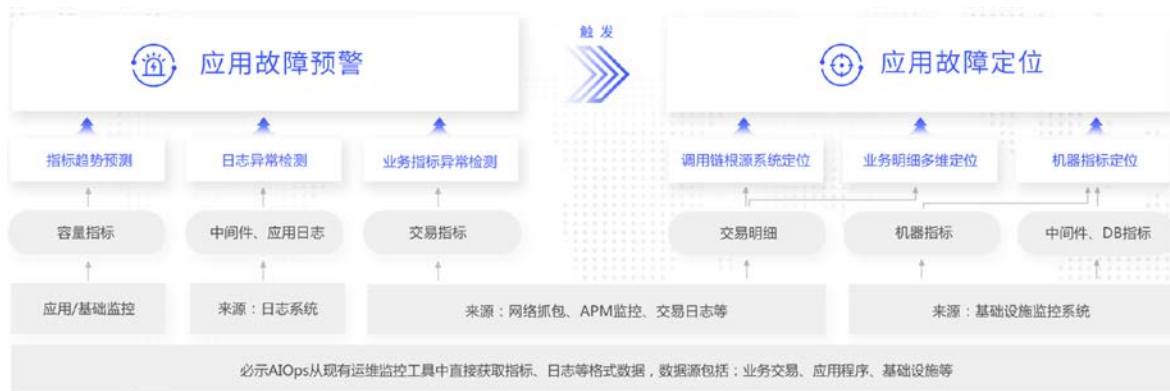 触发
应用故障预警
应用故障定位
指标趋势预测
日志异常检测
业务指标异常检测
调用链根源系统定位
业务明细多维定位
机器指标定位
容量指标
中间件、应用日志
交易指标
交易明细
机器指标
中间件、DB指标
应用/基础监控
来源：日志系统
来源：网络抓包、APM监控、交易日志等
来源：基础设施监控系统
必示AIOps从现有运维监控工具中直接获取指标、日志等格式数据，数据源包括：业务交易、应用程序、基础设施等